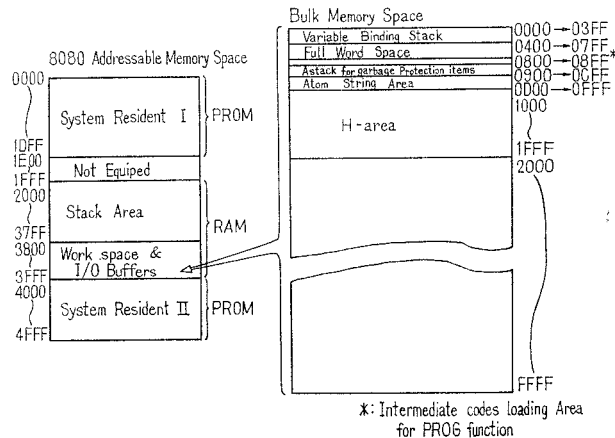 8080 Addressable Memory Space
0000
System Resident I
PROM
1DFF
1E00
Not Equiped
1FFF
2000
Stack Area
37FF
RAM
3800
Work space &
I/O Buffers
3FFF
4000
System Resident II
PROM
4FFF
Bulk Memory Space
Variable Binding Stack
0000→03FF
Full Word Space
0400→07FF
0800→08FF*
Astack for garbage Protection items
0900→0CFF
Atom String Area
0D00→0FFF
1000
H-area
1FFF
2000
FFFF
*: Intermediate codes loading Area
for PROG function